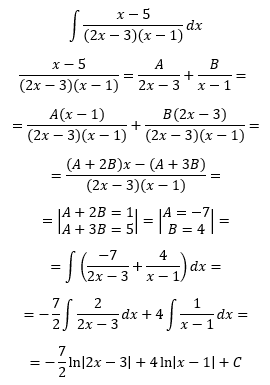 ∫ x − 5 / (2x − 3)(x − 1) dx
x − 5 / (2x − 3)(x − 1) = A / 2x − 3 + B / x − 1 =
= A(x − 1) / (2x − 3)(x − 1) + B(2x − 3) / (2x − 3)(x − 1) =
= (A + 2B)x − (A + 3B) / (2x − 3)(x − 1) =
= |A + 2B = 1 A + 3B = 5| = |A = −7 B = 4| =
= ∫ (−7 / 2x − 3 + 4 / x − 1) dx =
= − 7/2 ∫ 2 / 2x − 3 dx + 4 ∫ 1 / x − 1 dx =
= − 7/2 ln|2x − 3| + 4 ln|x − 1| + C